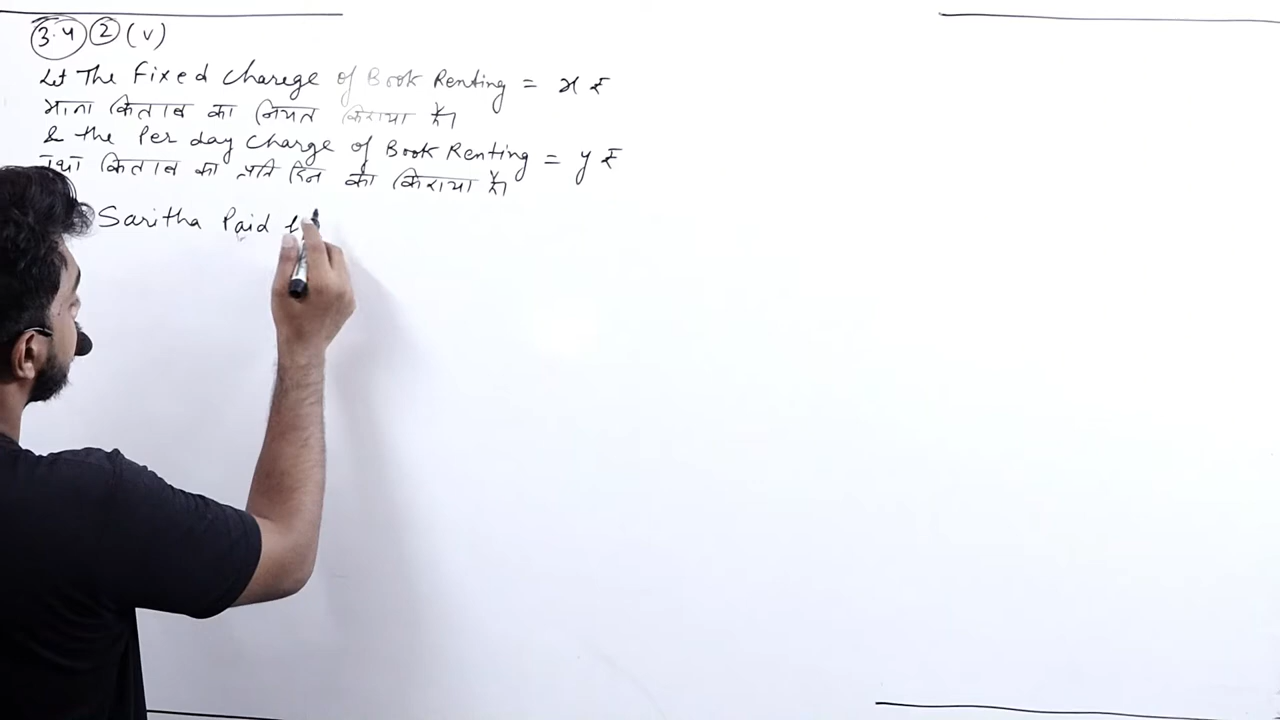 3.4 2 (v)
Let The Fixed Charege of Book Renting = x ₹
माना किताब का नियत किराया है।
& the Per day Charge of Book Renting = y ₹
तथा किताब का प्रति दिन का किराया है।
Saritha Paid